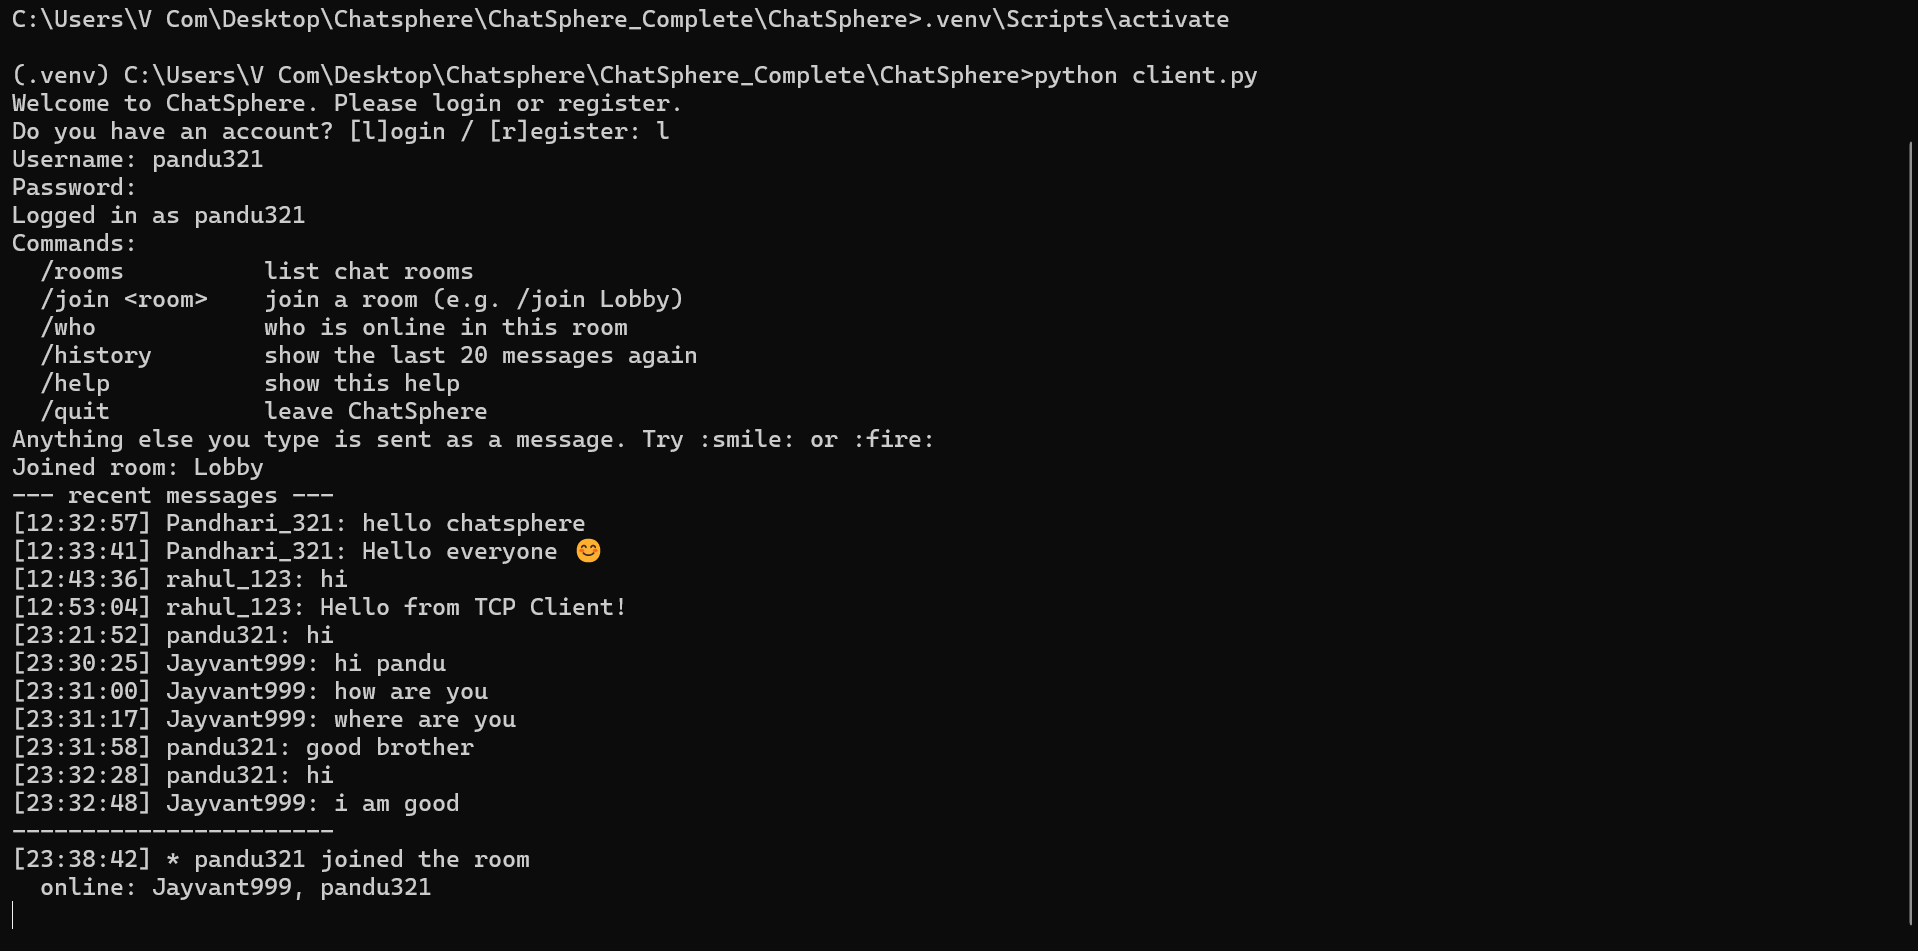 C:\Users\V Com\Desktop\Chatsphere\ChatSphere_Complete\ChatSphere>.venv\Scripts\activate
(.venv) C:\Users\V Com\Desktop\Chatsphere\ChatSphere_Complete\ChatSphere>python client.py
Welcome to ChatSphere. Please login or register.
Do you have an account? [l]ogin / [r]egister: l
Username: pandu321
Password:
Logged in as pandu321
Commands:
  /rooms          list chat rooms
  /join <room>    join a room (e.g. /join Lobby)
  /who            who is online in this room
  /history        show the last 20 messages again
  /help           show this help
  /quit           leave ChatSphere
Anything else you type is sent as a message. Try :smile: or :fire:
Joined room: Lobby
--- recent messages ---
[12:32:57] Pandhari_321: hello chatsphere
[12:33:41] Pandhari_321: Hello everyone 😊
[12:43:36] rahul_123: hi
[12:53:04] rahul_123: Hello from TCP Client!
[23:21:52] pandu321: hi
[23:30:25] Jayvant999: hi pandu
[23:31:00] Jayvant999: how are you
[23:31:17] Jayvant999: where are you
[23:31:58] pandu321: good brother
[23:32:28] pandu321: hi
[23:32:48] Jayvant999: i am good
-----------------------
[23:38:42] * pandu321 joined the room
  online: Jayvant999, pandu321